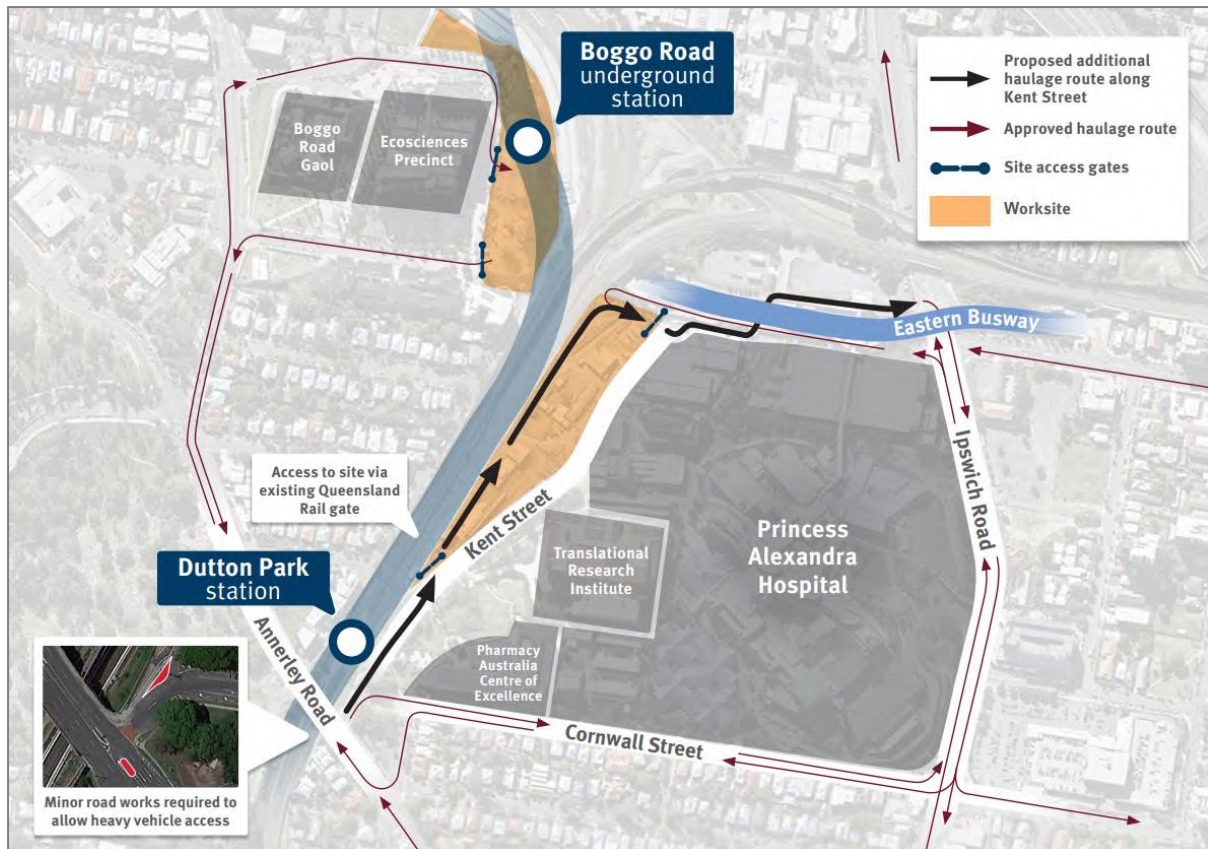 Boggo Road
underground
station
Proposed additional
haulage route along
Kent Street
Approved haulage route
Site access gates
Worksite
Boggo
Road
Gaol
Ecosciences
Precinct
Eastern Busway
Access to site via
existing Queensland
Rail gate
Kent Street
Ipswich Road
Dutton Park
station
Translational
Research
Institute
Princess
Alexandra
Hospital
Annerley Road
Pharmacy
Australia
Centre of
Excellence
Cornwall Street
Minor road works required to
allow heavy vehicle access